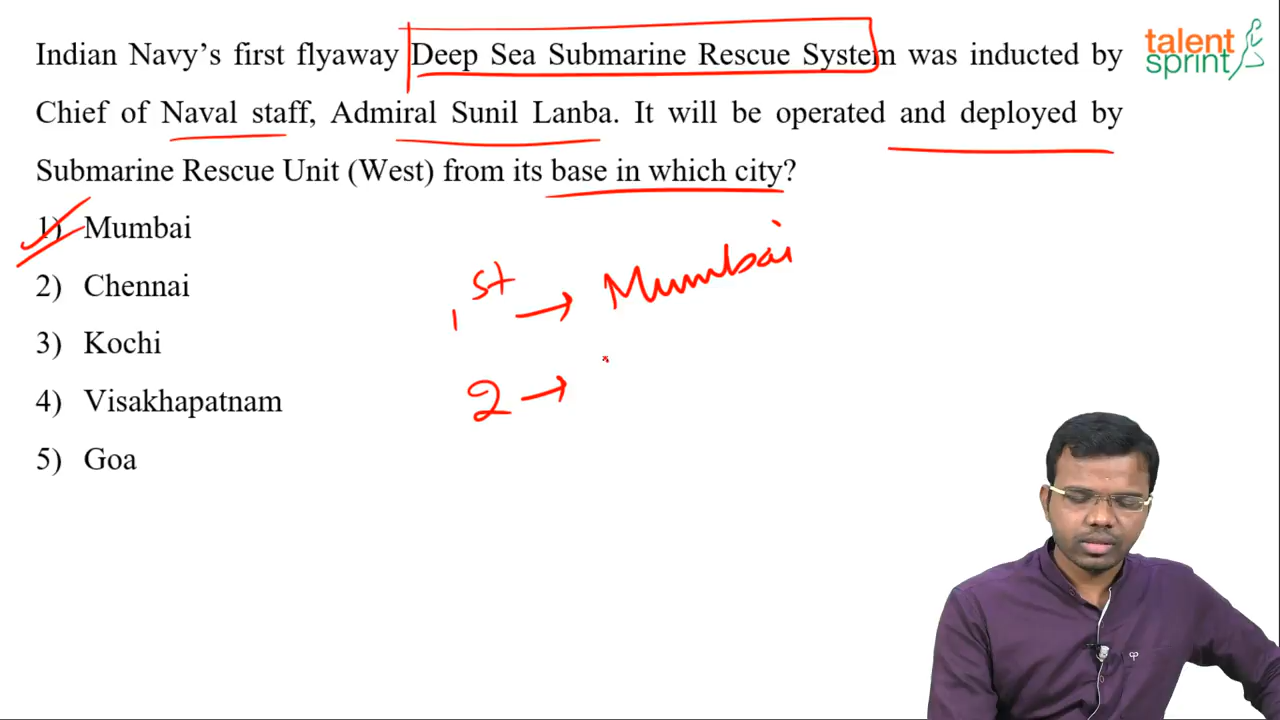 talent
sprint
Indian Navy's first flyaway Deep Sea Submarine Rescue System was inducted by
Chief of Naval staff, Admiral Sunil Lanba. It will be operated and deployed by
Submarine Rescue Unit (West) from its base in which city?
1) Mumbai
2) Chennai
3) Kochi
4) Visakhapatnam
5) Goa
1st → Mumbai
2 →